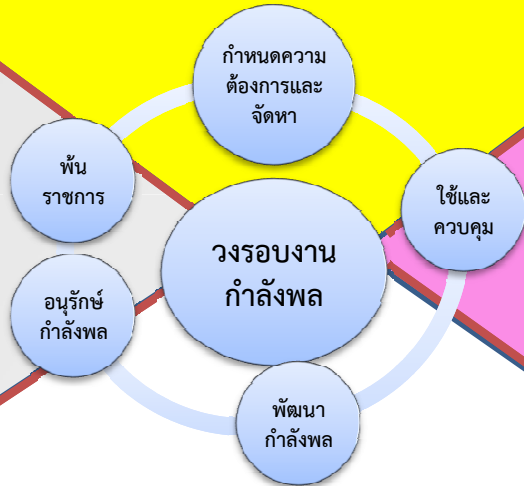 กำหนดความ
ต้องการและ
จัดหา
พ้น
ราชการ
ใช้และ
ควบคุม
วงรอบงาน
กำลังพล
อนุรักษ์
กำลังพล
พัฒนา
กำลังพล